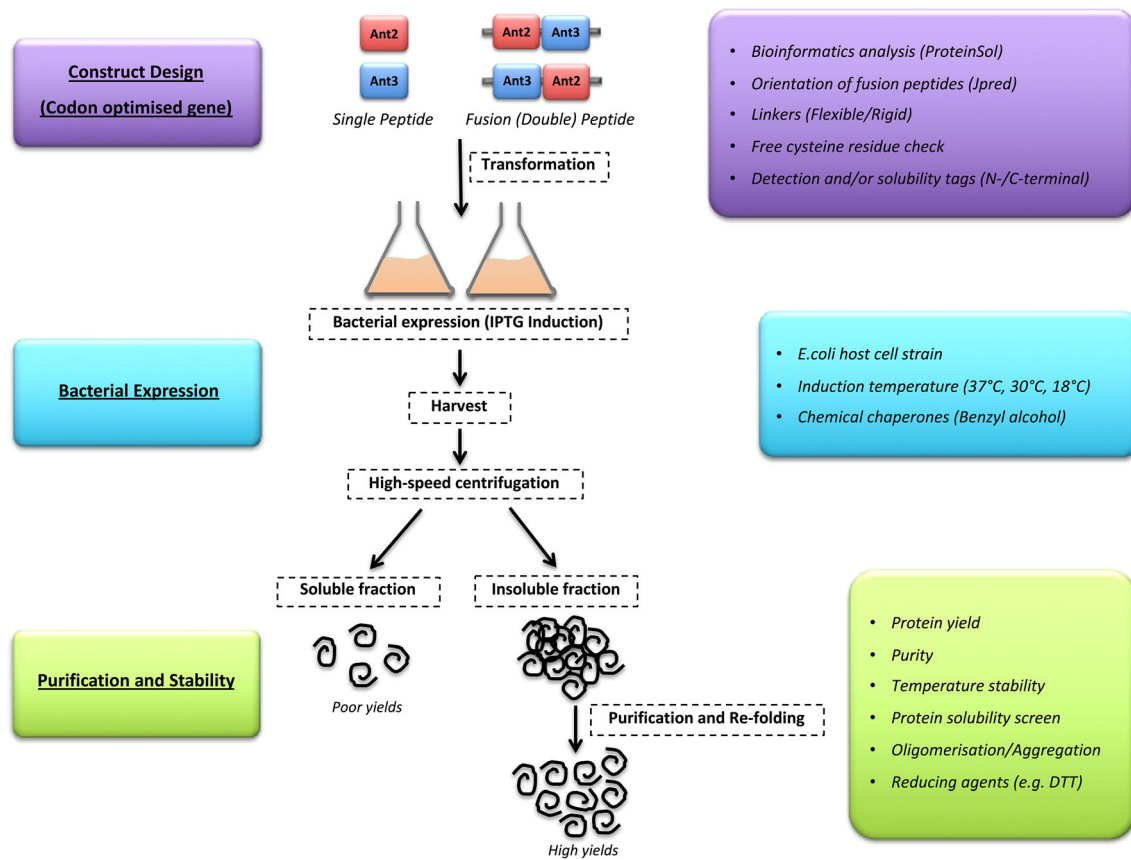 Construct Design
(Codon optimised gene)
Ant2
Ant2 Ant3
Ant3
Ant3 Ant2
Single Peptide
Fusion (Double) Peptide
• Bioinformatics analysis (ProteinSol)
• Orientation of fusion peptides (Jpred)
• Linkers (Flexible/Rigid)
• Free cysteine residue check
• Detection and/or solubility tags (N-/C-terminal)
Transformation
Bacterial expression (IPTG Induction)
Bacterial Expression
• E.coli host cell strain
• Induction temperature (37°C, 30°C, 18°C)
• Chemical chaperones (Benzyl alcohol)
Harvest
High-speed centrifugation
Soluble fraction
Insoluble fraction
Purification and Stability
Poor yields
Purification and Re-folding
High yields
• Protein yield
• Purity
• Temperature stability
• Protein solubility screen
• Oligomerisation/Aggregation
• Reducing agents (e.g. DTT)